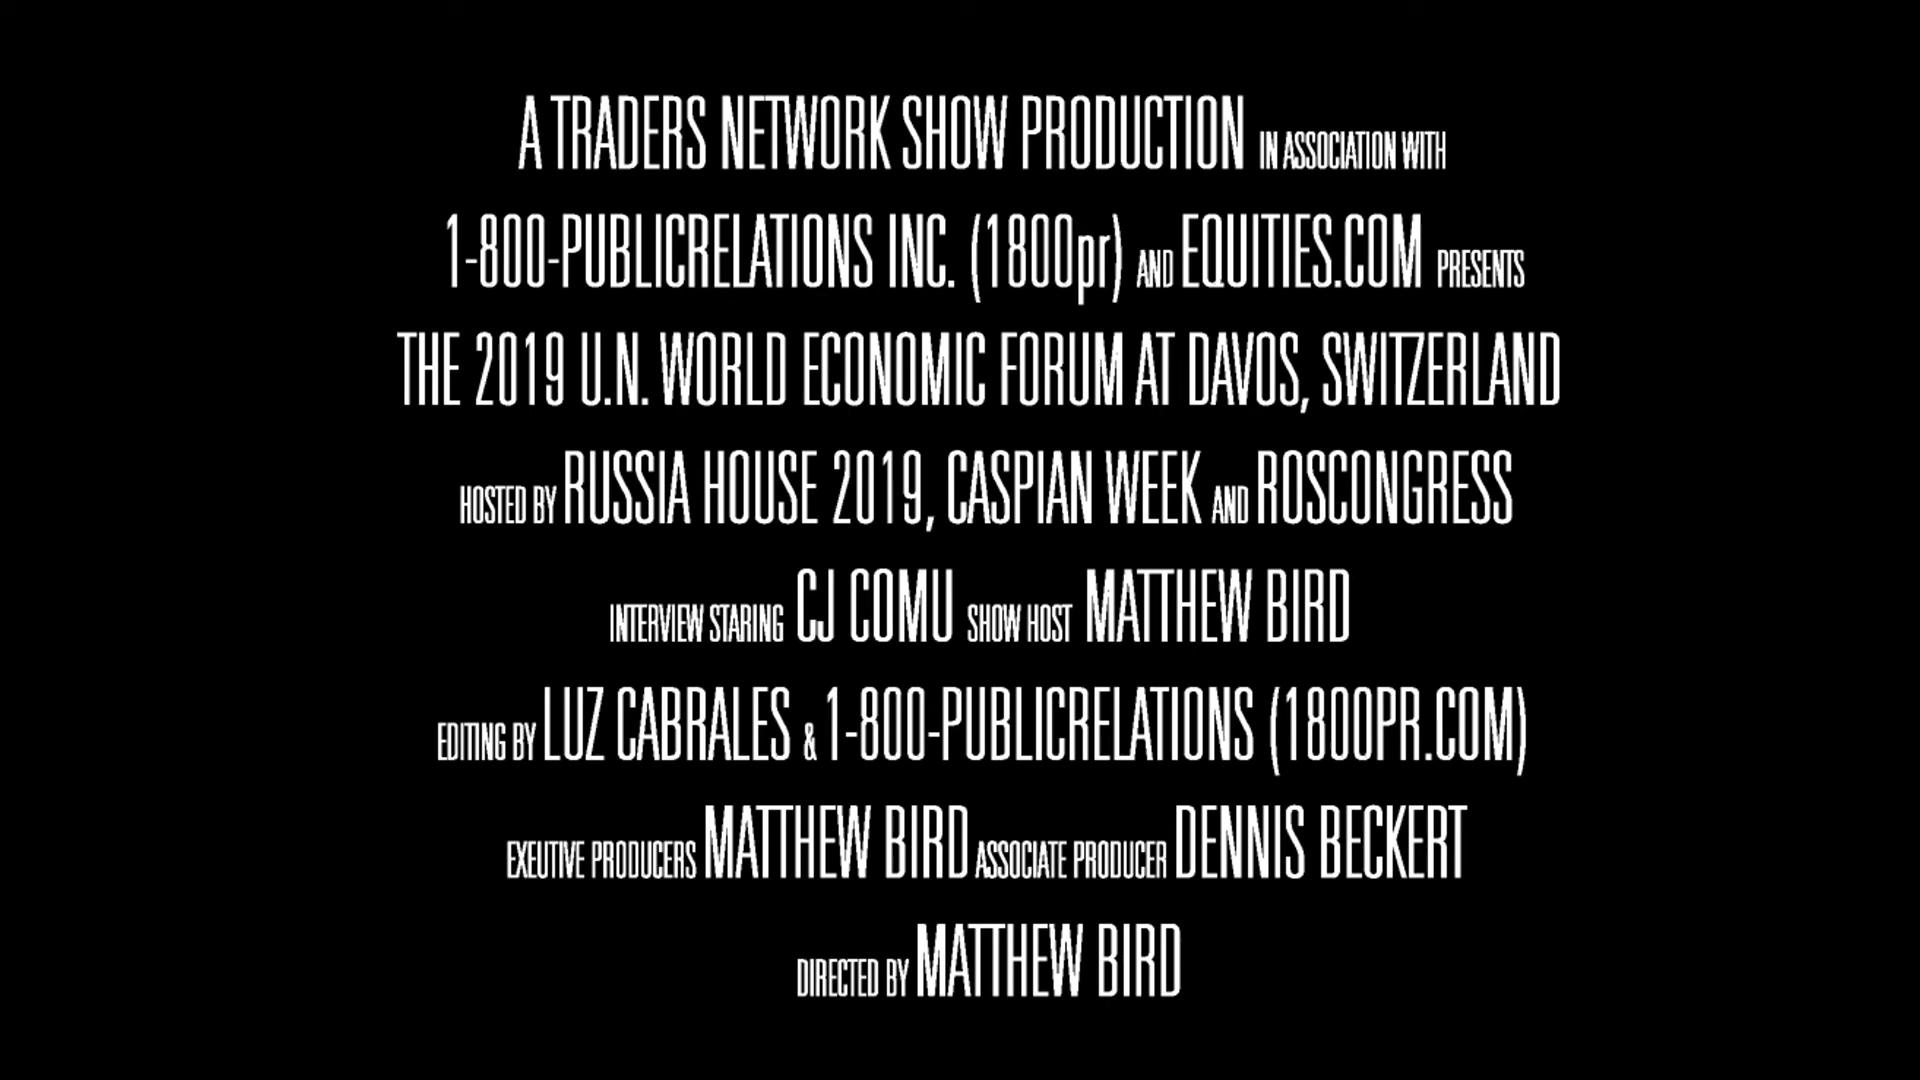 A TRADERS NETWORK SHOW PRODUCTION IN ASSOCIATION WITH
1-800-PUBLICRELATIONS INC. (1800pr) AND EQUITIES.COM PRESENTS
THE 2019 U.N. WORLD ECONOMIC FORUM AT DAVOS, SWITZERLAND
HOSTED BY RUSSIA HOUSE 2019, CASPIAN WEEK AND ROSCONGRESS
INTERVIEW STARING CJ COMU SHOW HOST MATTHEW BIRD
EDITING BY LUZ CABRALES & 1-800-PUBLICRELATIONS (1800PR.COM)
EXEUTIVE PRODUCERS MATTHEW BIRD ASSOCIATE PRODUCER DENNIS BECKERT
DIRECTED BY MATTHEW BIRD